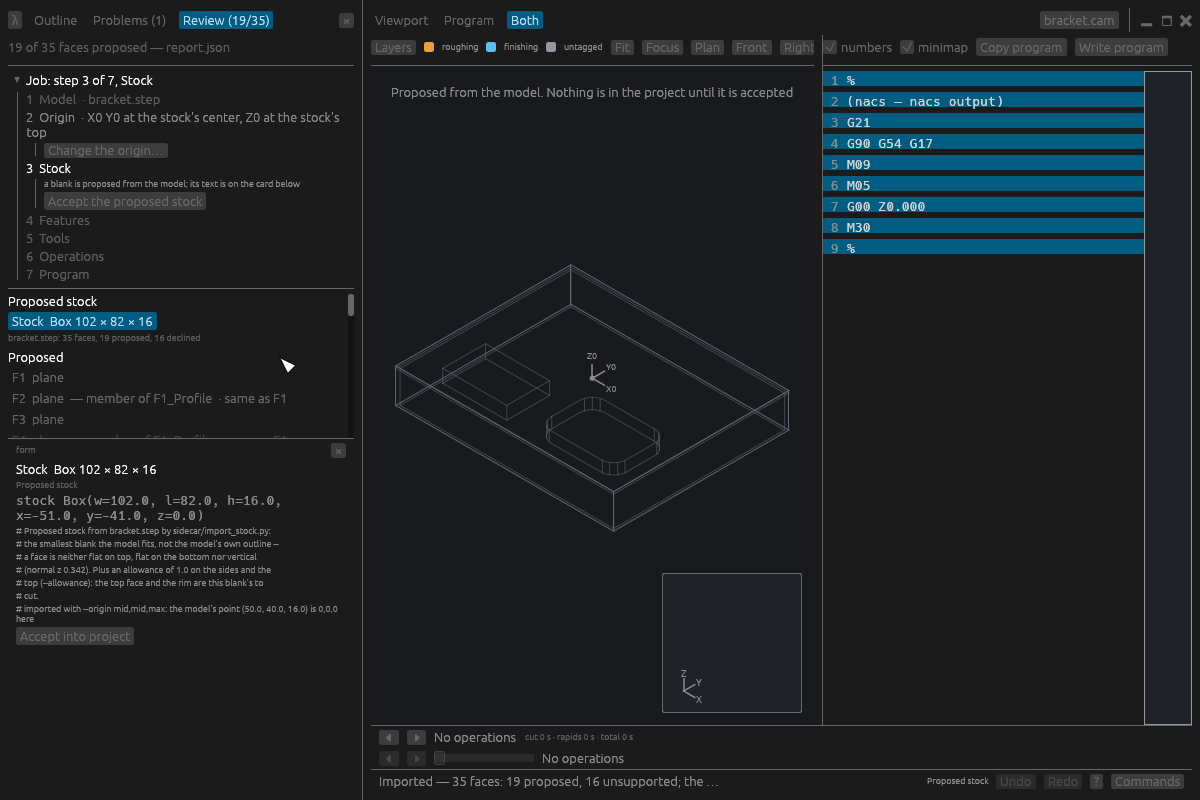 λ Outline Problems (1) Review (19/35) ×
19 of 35 faces proposed — report.json
▼ Job: step 3 of 7, Stock
1 Model · bracket.step
2 Origin · X0 Y0 at the stock's center, Z0 at the stock's
top
Change the origin…
3 Stock
a blank is proposed from the model; its text is on the card below
Accept the proposed stock
4 Features
5 Tools
6 Operations
7 Program
Proposed stock
Stock Box 102 × 82 × 16
bracket.step: 35 faces, 19 proposed, 16 declined
Proposed
F1 plane
F2 plane — member of F1_Profile · same as F1
F3 plane
form ×
Stock Box 102 × 82 × 16
Proposed stock
stock Box(w=102.0, l=82.0, h=16.0,
x=-51.0, y=-41.0, z=0.0)
# Proposed stock from bracket.step by sidecar/import_stock.py:
# the smallest blank the model fits, not the model's own outline –
# a face is neither flat on top, flat on the bottom nor vertical
# (normal z 0.342). Plus an allowance of 1.0 on the sides and the
# top (--allowance): the top face and the rim are this blank's to
# cut.
# imported with --origin mid,mid,max: the model's point (50.0, 40.0, 16.0) is 0,0,0
here
Accept into project
Viewport Program Both
bracket.cam
Layers roughing finishing untagged Fit Focus Plan Front Right
numbers minimap Copy program Write program
Proposed from the model. Nothing is in the project until it is accepted
Z0
Y0
X0
Z
Y
X
1 %
2 (nacs — nacs output)
3 G21
4 G90 G54 G17
5 M09
6 M05
7 G00 Z0.000
8 M30
9 %
No operations cut 0 s · rapids 0 s · total 0 s
No operations
Imported — 35 faces: 19 proposed, 16 unsupported; the …
Proposed stock Undo Redo ? Commands